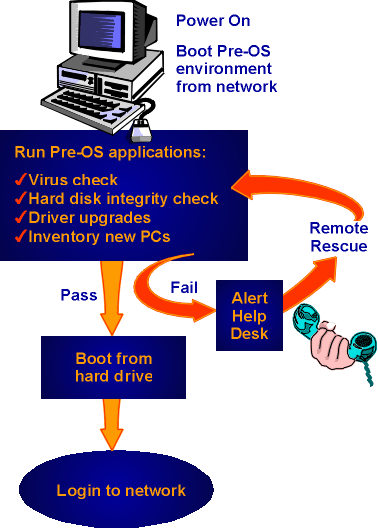 Power On
Boot Pre-OS
environment
from network
Run Pre-OS applications:
✓Virus check
✓Hard disk integrity check
✓Driver upgrades
✓Inventory new PCs
Remote
Rescue
Pass
Fail
Alert
Help
Desk
Boot from
hard drive
Login to network